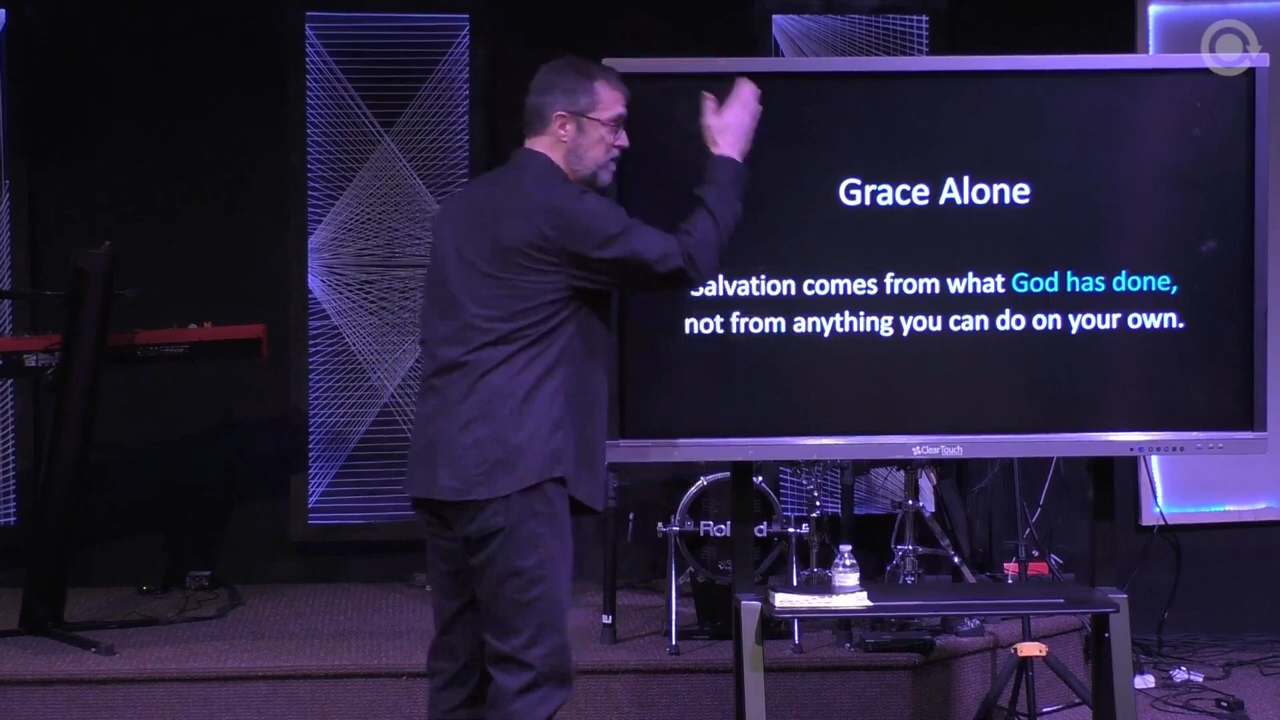 Grace Alone
Salvation comes from what God has done,
not from anything you can do on your own.
ClearTouch
Roland